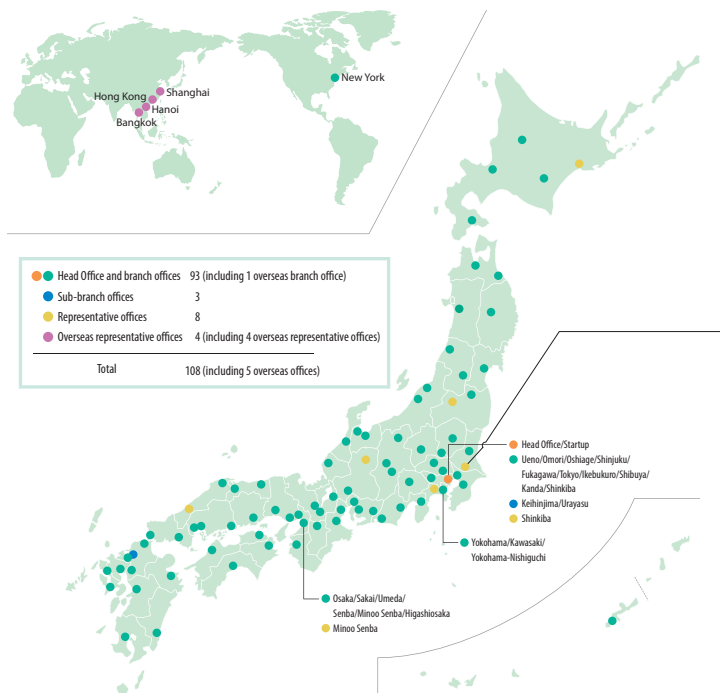 New York
Shanghai
Hong Kong
Hanoi
Bangkok
Head Office and branch offices 93 (including 1 overseas branch office)
Sub-branch offices 3
Representative offices 8
Overseas representative offices 4 (including 4 overseas representative offices)
Total 108 (including 5 overseas offices)
Head Office/Startup
Ueno/Omori/Oshiage/Shinjuku/
Fukagawa/Tokyo/Ikebukuro/Shibuya/
Kanda/Shinkiba
Keihinjima/Urayasu
Shinkiba
Yokohama/Kawasaki/
Yokohama-Nishiguchi
Osaka/Sakai/Umeda/
Senba/Minoo Senba/Higashiosaka
Minoo Senba